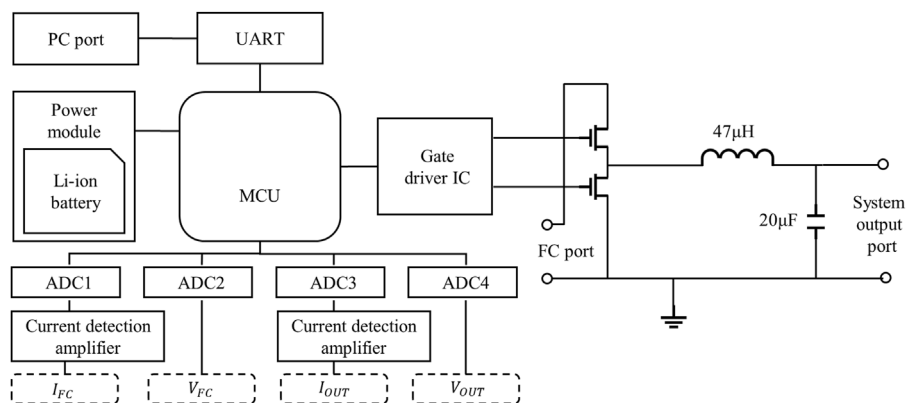 PC port
UART
Power
module
Li-ion
battery
MCU
Gate
driver IC
47μH
20μF
FC port
System
output
port
ADC1
ADC2
ADC3
ADC4
Current detection
amplifier
Current detection
amplifier
I_FC
V_FC
I_OUT
V_OUT